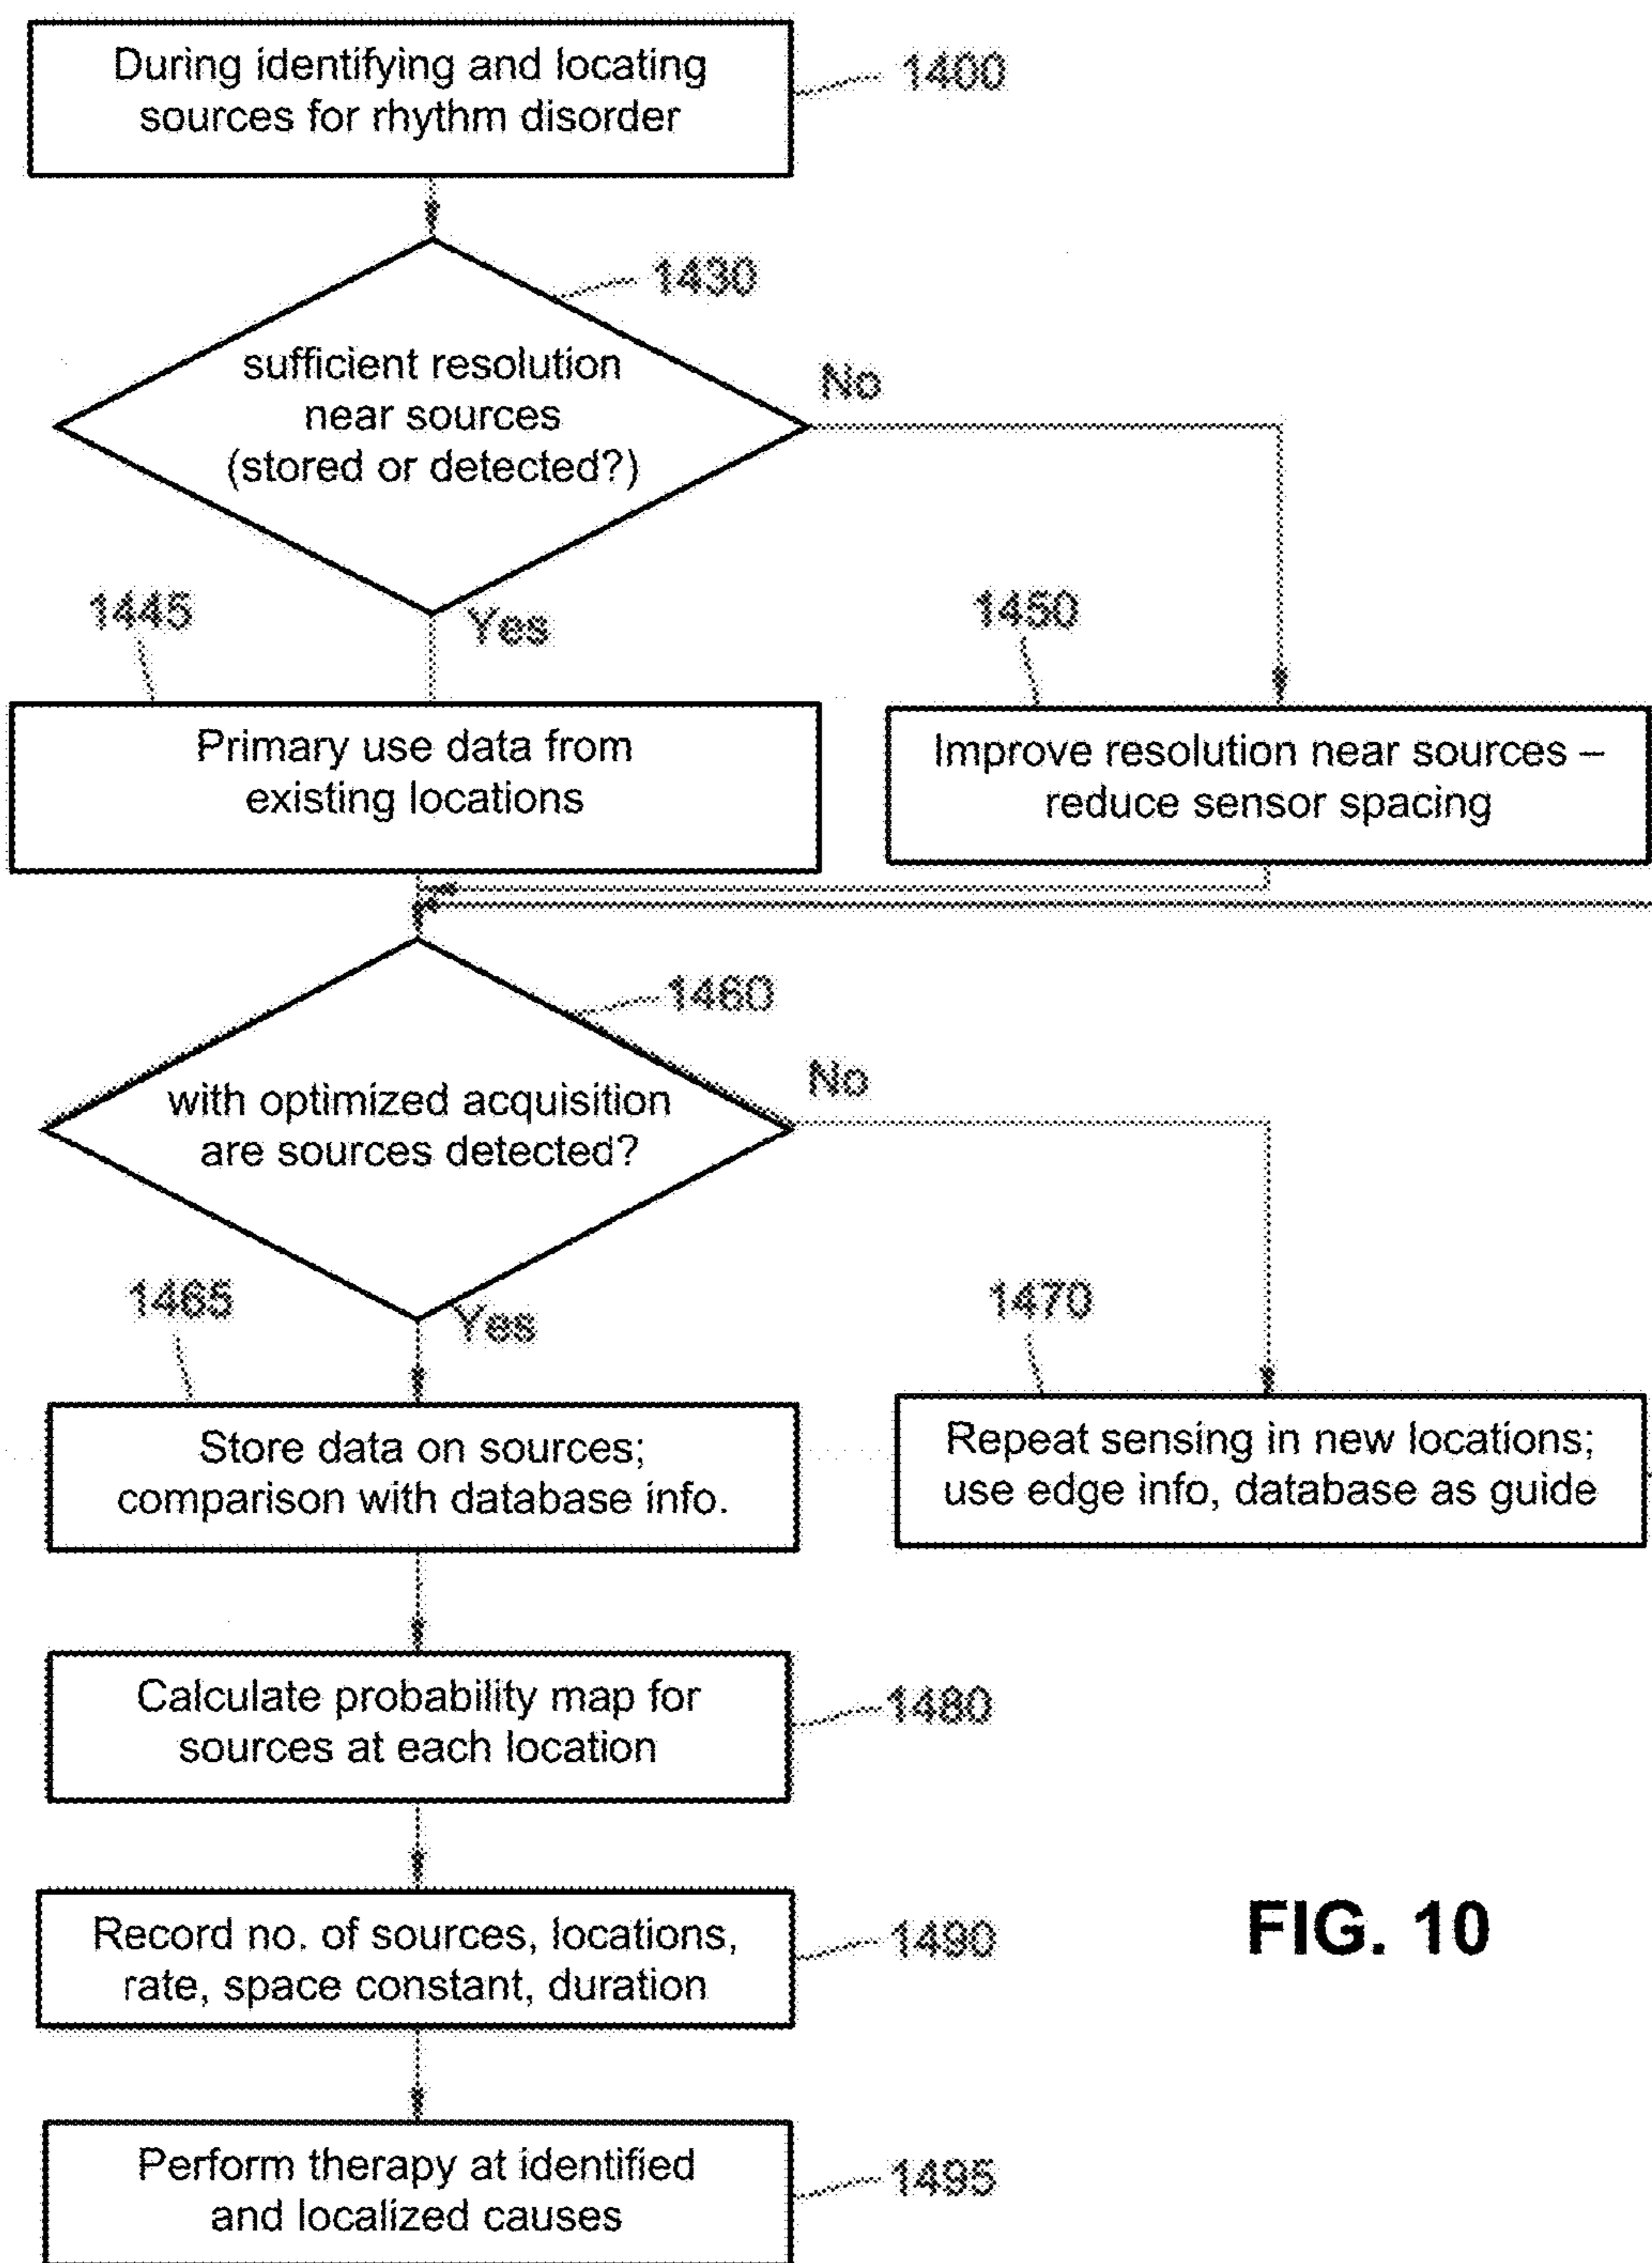 During identifying and locating
sources for rhythm disorder
1400
1430
sufficient resolution
near sources
(stored or detected?)
No
Yes
1445
1450
Primary use data from
existing locations
Improve resolution near sources –
reduce sensor spacing
1460
with optimized acquisition
are sources detected?
No
Yes
1465
1470
Store data on sources;
comparison with database info.
Repeat sensing in new locations;
use edge info, database as guide
Calculate probability map for
sources at each location
1480
Record no. of sources, locations,
rate, space constant, duration
1490
FIG. 10
Perform therapy at identified
and localized causes
1495